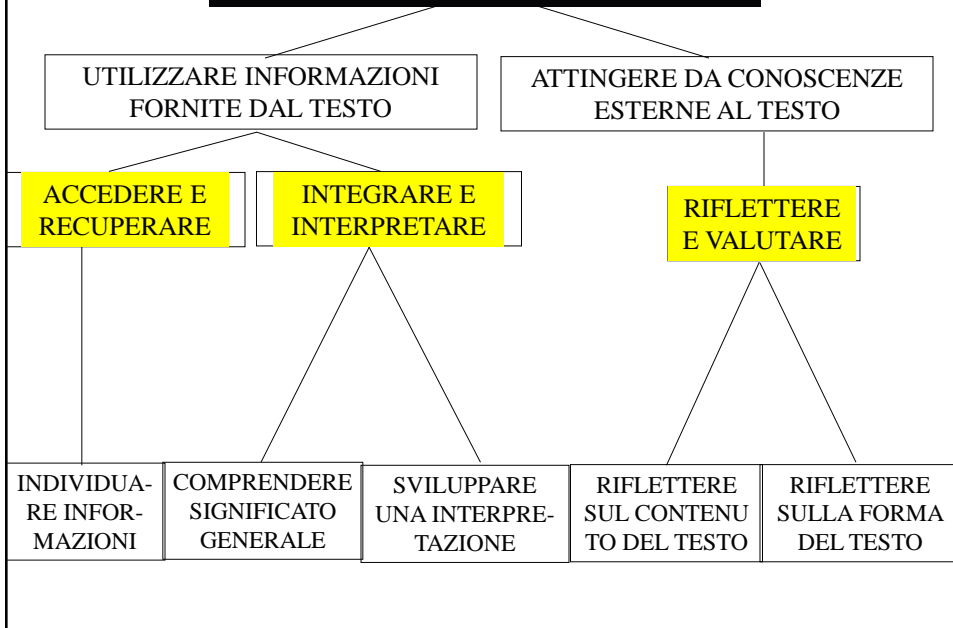 UTILIZZARE INFORMAZIONI
FORNITE DAL TESTO
ATTINGERE DA CONOSCENZE
ESTERNE AL TESTO
ACCEDERE E
RECUPERARE
INTEGRARE E
INTERPRETARE
RIFLETTERE
E VALUTARE
INDIVIDUA-
RE INFOR-
MAZIONI
COMPRENDERE
SIGNIFICATO
GENERALE
SVILUPPARE
UNA INTERPRE-
TAZIONE
RIFLETTERE
SUL CONTENU
TO DEL TESTO
RIFLETTERE
SULLA FORMA
DEL TESTO